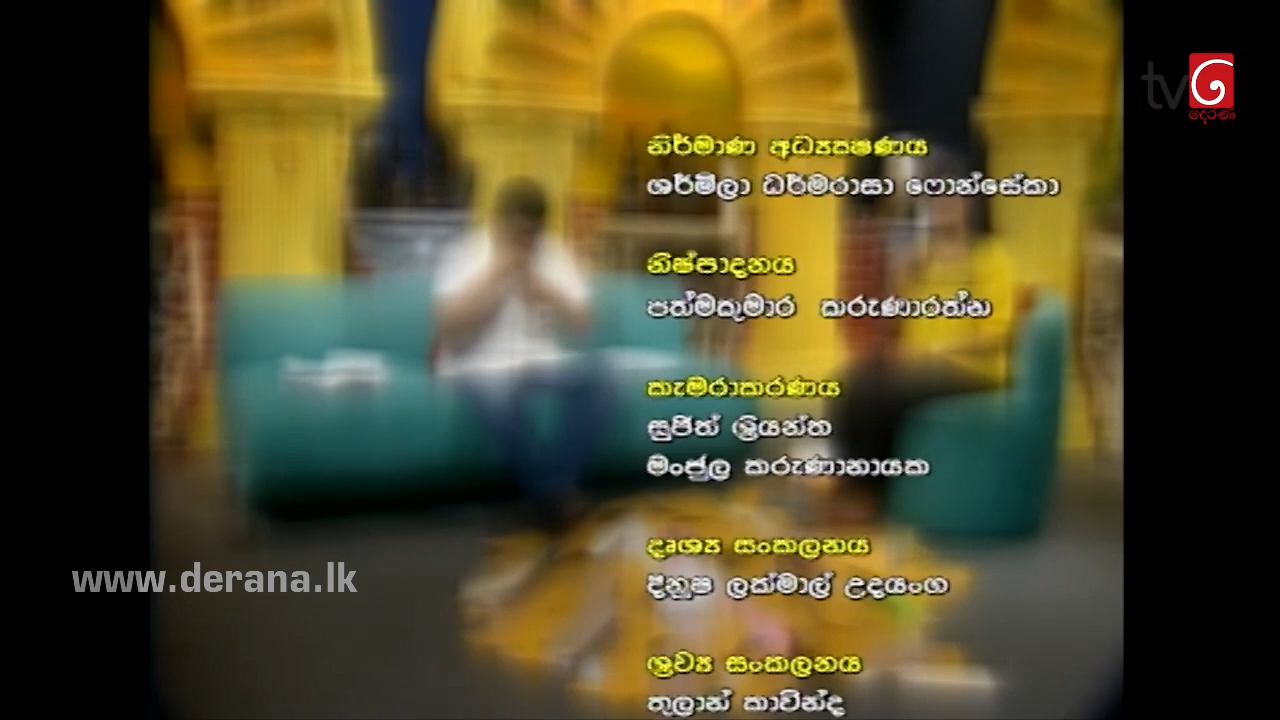 tv
දෙරණ
නිර්මාණ අධ්‍යක්ෂණය
ශර්මිලා ධර්මරාසා ෆොන්සේකා
නිෂ්පාදනය
පත්මකුමාර කරුණාරත්න
කැමරාකරණය
සුජිත් ශ්‍රියන්ත
මංජුල කරුණානායක
දෘශ්‍ය සංකලනය
දිනූෂ ලක්මාල් උදයංග
ශ්‍රව්‍ය සංකලනය
තුලාන් කාවින්ද
www.derana.lk